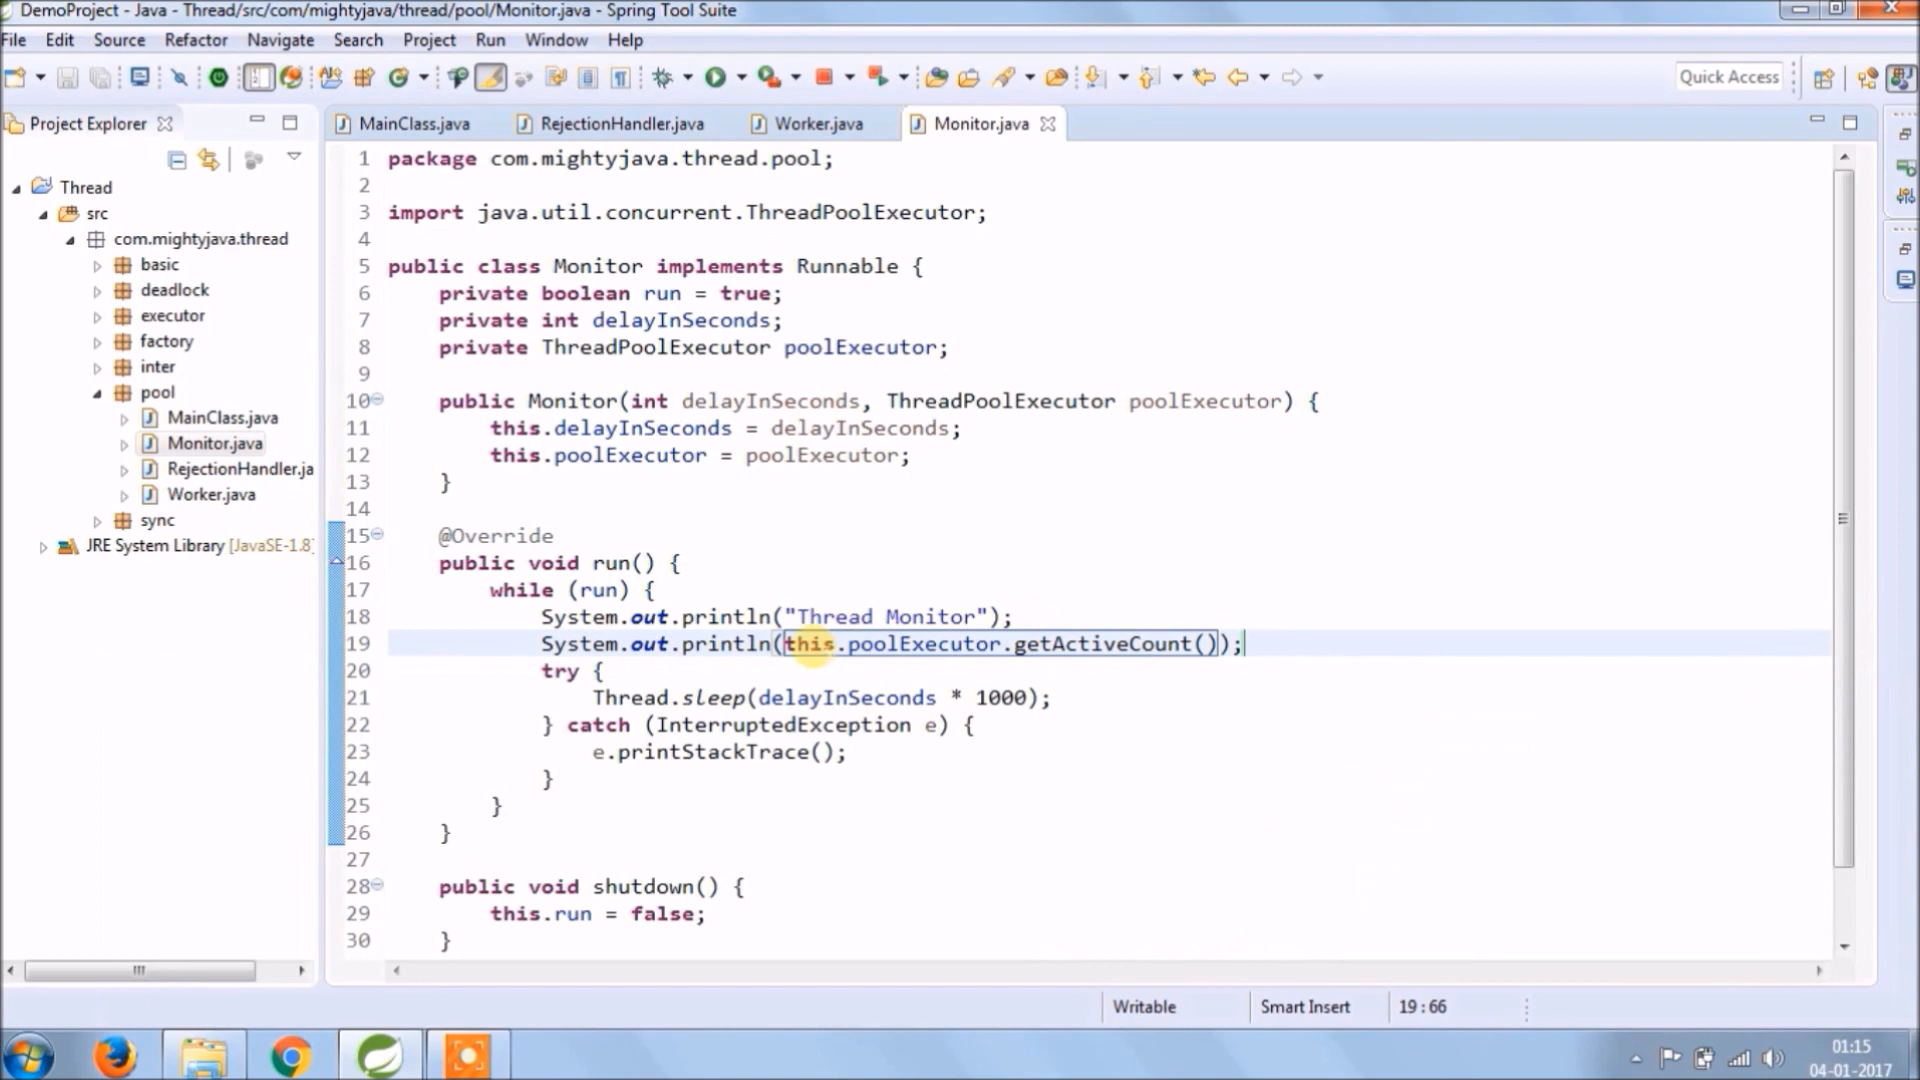 DemoProject - Java - Thread/src/com/mightyjava/thread/pool/Monitor.java - Spring Tool Suite
File Edit Source Refactor Navigate Search Project Run Window Help
Quick Access
Project Explorer
MainClass.java RejectionHandler.java Worker.java Monitor.java
Thread
src
com.mightyjava.thread
basic
deadlock
executor
factory
inter
pool
MainClass.java
Monitor.java
RejectionHandler.ja
Worker.java
sync
JRE System Library [JavaSE-1.8]
1 package com.mightyjava.thread.pool;
2
3 import java.util.concurrent.ThreadPoolExecutor;
4
5 public class Monitor implements Runnable {
6 private boolean run = true;
7 private int delayInSeconds;
8 private ThreadPoolExecutor poolExecutor;
9
10 public Monitor(int delayInSeconds, ThreadPoolExecutor poolExecutor) {
11 this.delayInSeconds = delayInSeconds;
12 this.poolExecutor = poolExecutor;
13 }
14
15 @Override
16 public void run() {
17 while (run) {
18 System.out.println("Thread Monitor");
19 System.out.println(this.poolExecutor.getActiveCount());
20 try {
21 Thread.sleep(delayInSeconds * 1000);
22 } catch (InterruptedException e) {
23 e.printStackTrace();
24 }
25 }
26 }
27
28 public void shutdown() {
29 this.run = false;
30 }
Writable Smart Insert 19 : 66
01:15
04-01-2017